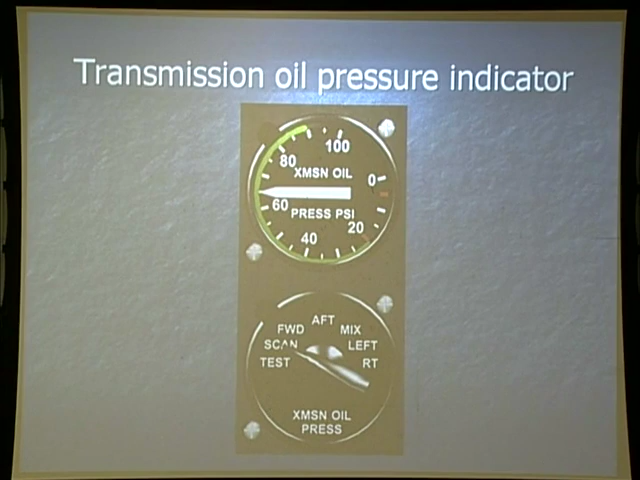 Transmission oil pressure indicator
100
80
XMSN OIL
0
60
PRESS PSI
20
40
AFT
FWD
MIX
SCAN
LEFT
TEST
RT
XMSN OIL
PRESS